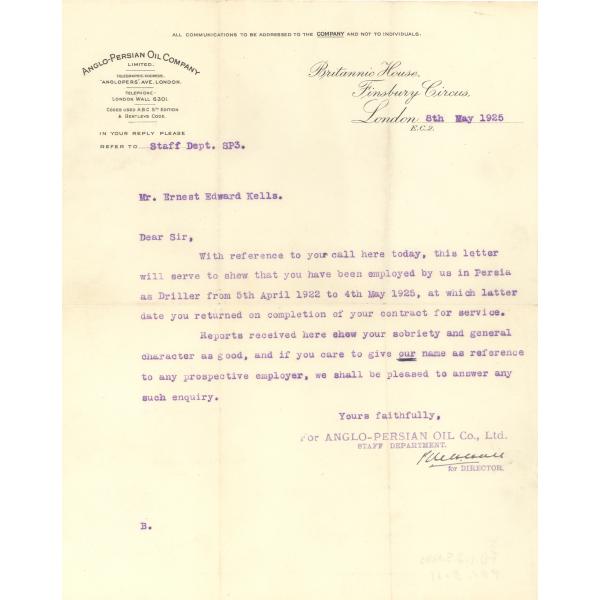 ALL COMMUNICATIONS TO BE ADDRESSED TO THE COMPANY AND NOT TO INDIVIDUALS.
ANGLO-PERSIAN OIL COMPANY
LIMITED.
TELEGRAPHIC ADDRESS,
"ANGLOPERS" AVE, LONDON.
TELEPHONE-
LONDON WALL 6301.
CODES USED A.B.C 5TH EDITION
& BENTLEYS CODE.
IN YOUR REPLY PLEASE
REFER TO Staff Dept. SP3.
Britannic House,
Finsbury Circus,
London 8th May 1925
E.C.2.
Mr. Ernest Edward Kells.
Dear Sir,
With reference to your call here today, this letter
will serve to shew that you have been employed by us in Persia
as Driller from 5th April 1922 to 4th May 1925, at which latter
date you returned on completion of your contract for service.
Reports received here shew your sobriety and general
character as good, and if you care to give our name as reference
to any prospective employer, we shall be pleased to answer any
such enquiry.
Yours faithfully,
For ANGLO-PERSIAN OIL Co., Ltd.
STAFF DEPARTMENT.
for DIRECTOR.
B.